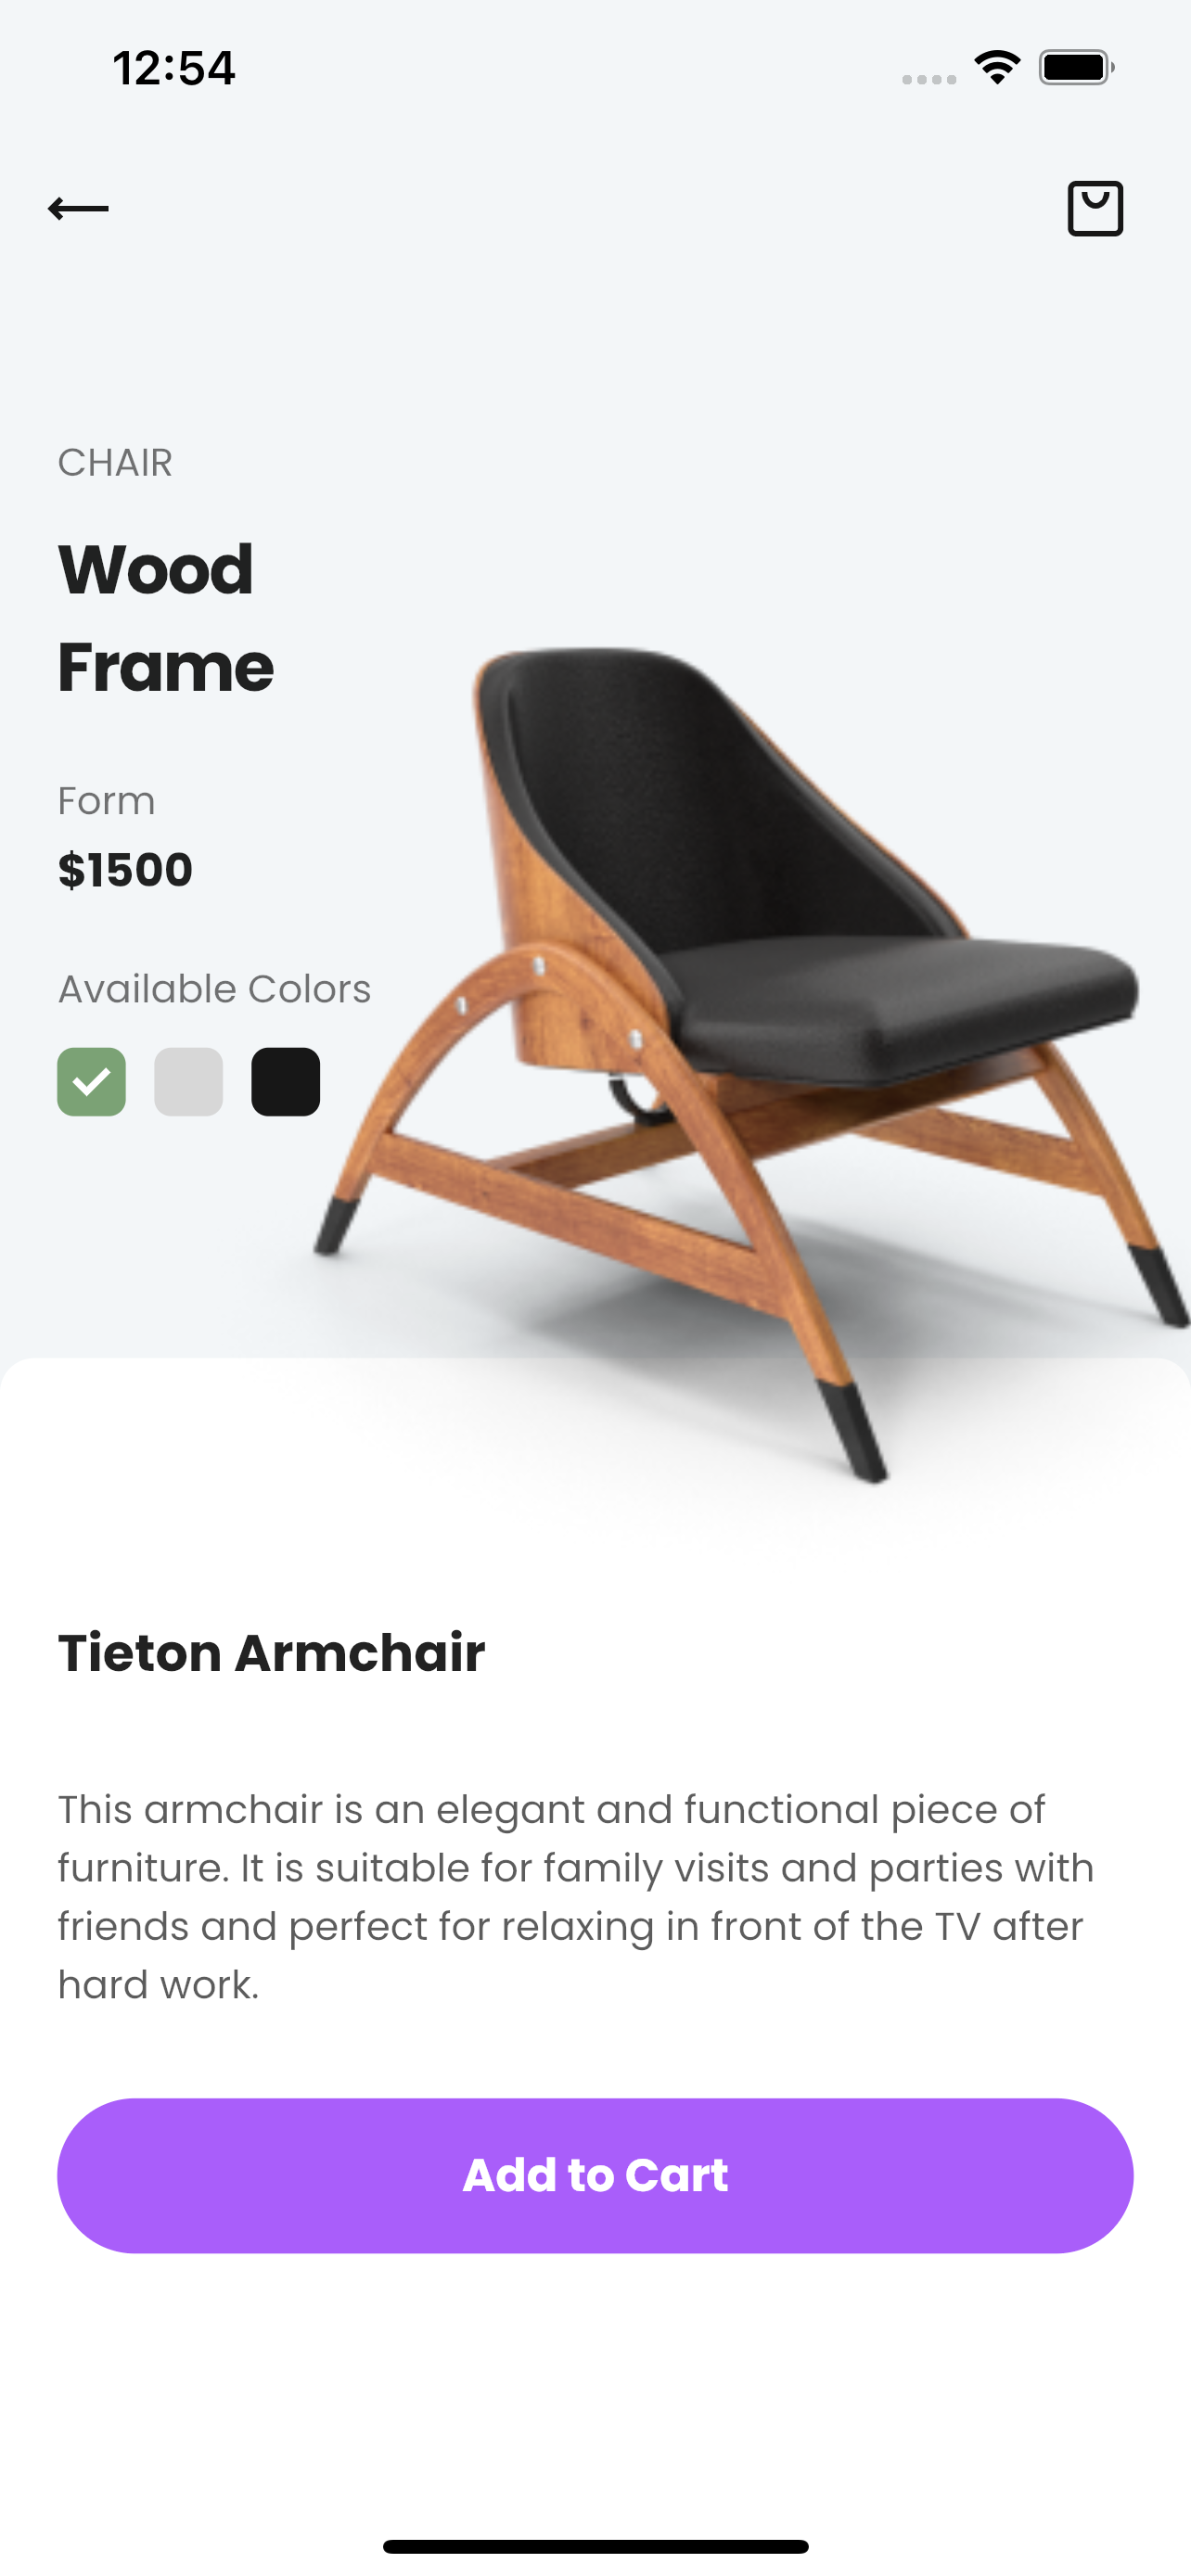 12:54
CHAIR
Wood
Frame
Form
$1500
Available Colors
Tieton Armchair
This armchair is an elegant and functional piece of
furniture. It is suitable for family visits and parties with
friends and perfect for relaxing in front of the TV after
hard work.
Add to Cart